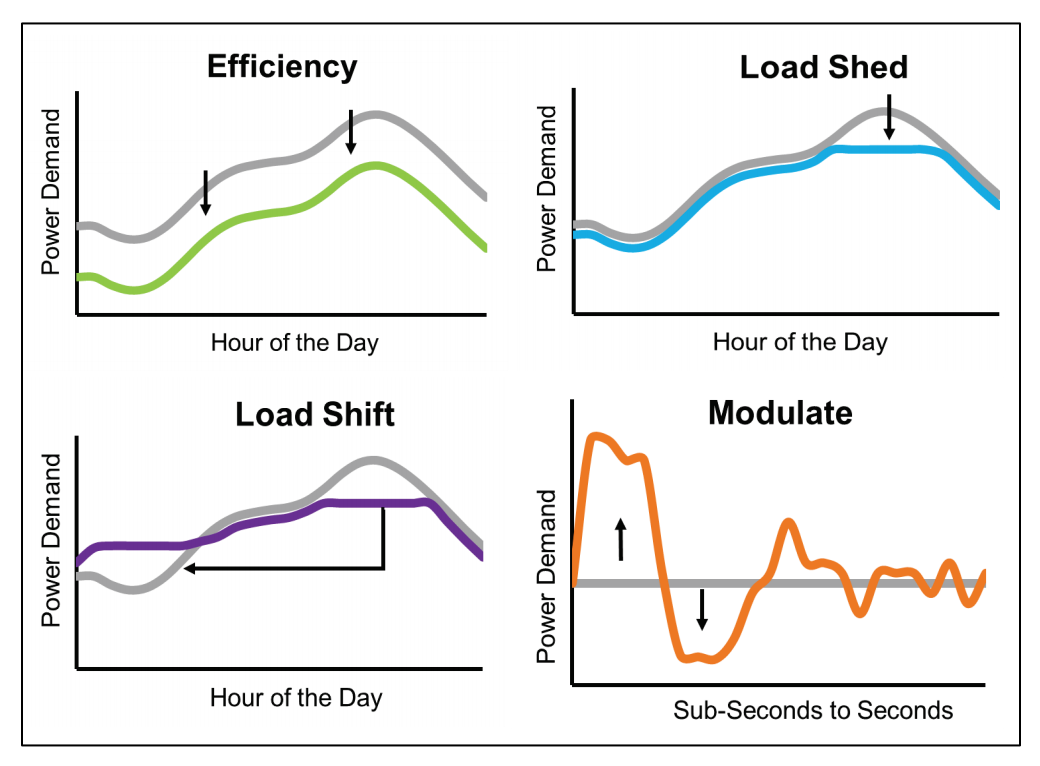 Efficiency
Power Demand
Hour of the Day
Load Shed
Power Demand
Hour of the Day
Load Shift
Power Demand
Hour of the Day
Modulate
Power Demand
Sub-Seconds to Seconds